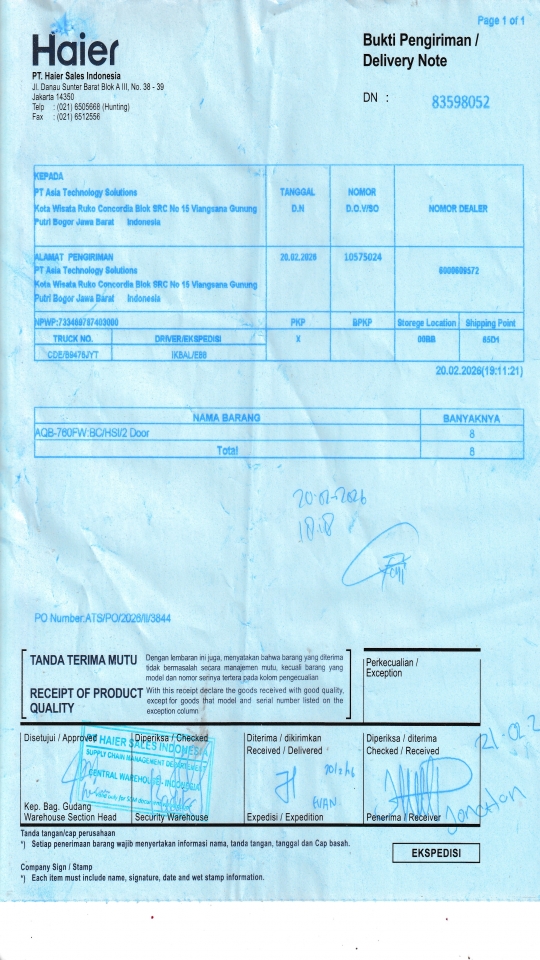 Page 1 of 1
Haier
Bukti Pengiriman /
Delivery Note
PT. Haier Sales Indonesia
Jl. Danau Sunter Barat Blok A III, No. 38 - 39
Jakarta 14350
Telp : (021) 6505668 (Hunting)
Fax : (021) 6512556
DN : 83598052
KEPADA
PT Asia Technology Solutions
Kota Wisata Ruko Concordia Blok SRC No 15 Viangsana Gunung
Putri Bogor Jawa Barat Indonesia
TANGGAL
D.N
NOMOR
D.O.V/SO
NOMOR DEALER
ALAMAT PENGIRIMAN
PT Asia Technology Solutions
Kota Wisata Ruko Concordia Blok SRC No 15 Viangsana Gunung
Putri Bogor Jawa Barat Indonesia
20.02.2026
10575024
NPWP:733469787403000
PKP
BPKP
Storege Location
Shipping Point
TRUCK NO.
DRIVER/EKSPEDISI
X
CDE/B9476JYT
IKBAL/E88
20.02.2026(19:11:21)
NAMA BARANG BANYAKNYA
AQB-760FW:BC/HSI/2 Door 8
Total 8
20-02-2026
18.18
PO Number:ATS/PO/2026/II/3844
TANDA TERIMA MUTU
Dengan lembaran ini juga, menyatakan bahwa barang yang diterima
tidak bermasalah secara manajemen mutu, kecuali barang yang
model dan nomor serinya tertera pada kolom pengecualian
RECEIPT OF PRODUCT
QUALITY
With this receipt declare the goods received with good quality,
except for goods that model and serial number listed on the
exception column
Perkecualian /
Exception
Disetujui / Approved
Diperiksa / Checked
Diterima / dikirimkan
Received / Delivered
Diperiksa / diterima
Checked / Received
HAIER SALES INDONESIA
SUPPLY CHAIN MANAGEMENT DEPARTMENT
CENTRAL WAREHOUSE - INDONESIA
EVAN
21.02.2
Jonathan
Kep. Bag. Gudang
Warehouse Section Head
Security Warehouse
Expedisi / Expedition
Penerima / Receiver
Tanda tangan/cap perusahaan
*) Setiap penerimaan barang wajib menyertakan informasi nama, tanda tangan, tanggal dan Cap basah.
EKSPEDISI
Company Sign / Stamp
*) Each item must include name, signature, date and wet stamp information.